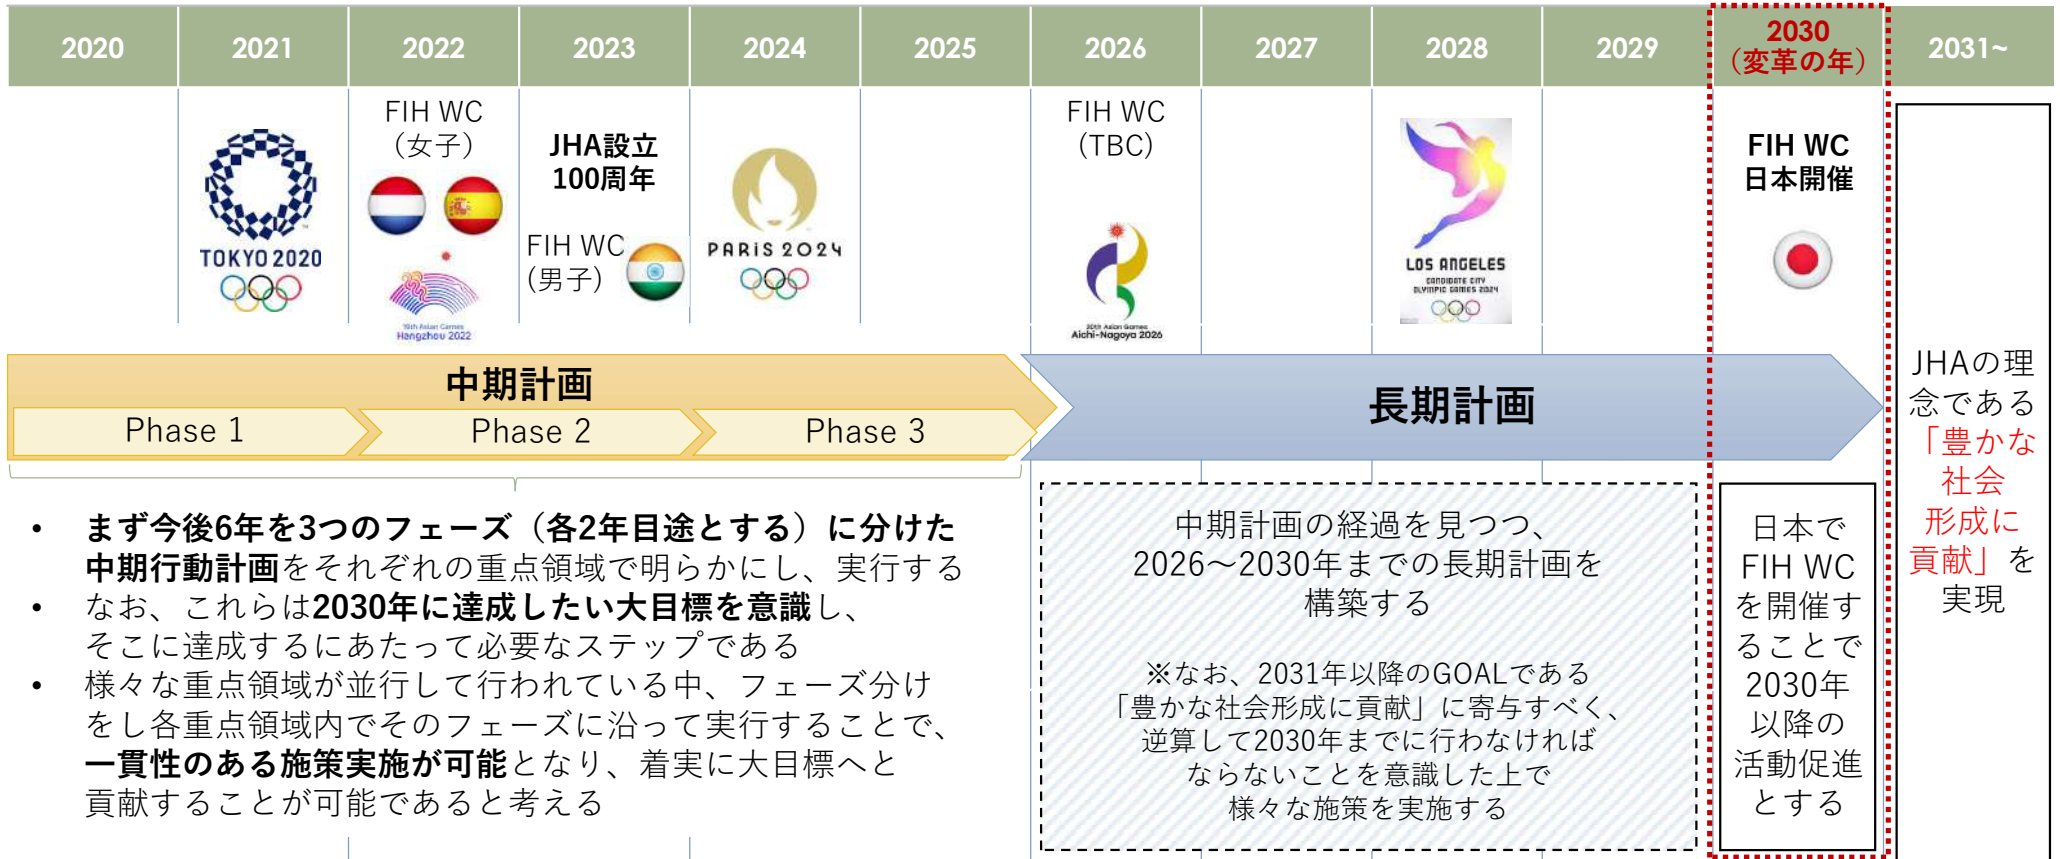 2020
2021
2022
2023
2024
2025
2026
2027
2028
2029
2030
（変革の年）
2031~
TOKYO 2020
FIH WC
（女子）
19th Asian Games
Hangzhou 2022
JHA設立
100周年
FIH WC
(男子）
PARIS 2024
FIH WC
(TBC)
20th Asian Games
Aichi-Nagoya 2026
LOS ANGELES
CANDIDATE CITY
OLYMPIC GAMES 2024
FIH WC
日本開催
中期計画
Phase 1
Phase 2
Phase 3
長期計画
• まず今後6年を3つのフェーズ（各2年目途とする）に分けた
中期行動計画をそれぞれの重点領域で明らかにし、実行する
• なお、これらは2030年に達成したい大目標を意識し、
そこに達成するにあたって必要なステップである
• 様々な重点領域が並行して行われている中、フェーズ分け
をし各重点領域内でそのフェーズに沿って実行することで、
一貫性のある施策実施が可能となり、着実に大目標へと
貢献することが可能であると考える
中期計画の経過を見つつ、
2026～2030年までの長期計画を
構築する
※なお、2031年以降のGOALである
「豊かな社会形成に貢献」に寄与すべく、
逆算して2030年までに行わなければ
ならないことを意識した上で
様々な施策を実施する
日本で
FIH WC
を開催す
ることで
2030年
以降の
活動促進
とする
JHAの理
念である
「豊かな
社会
形成に
貢献」を
実現